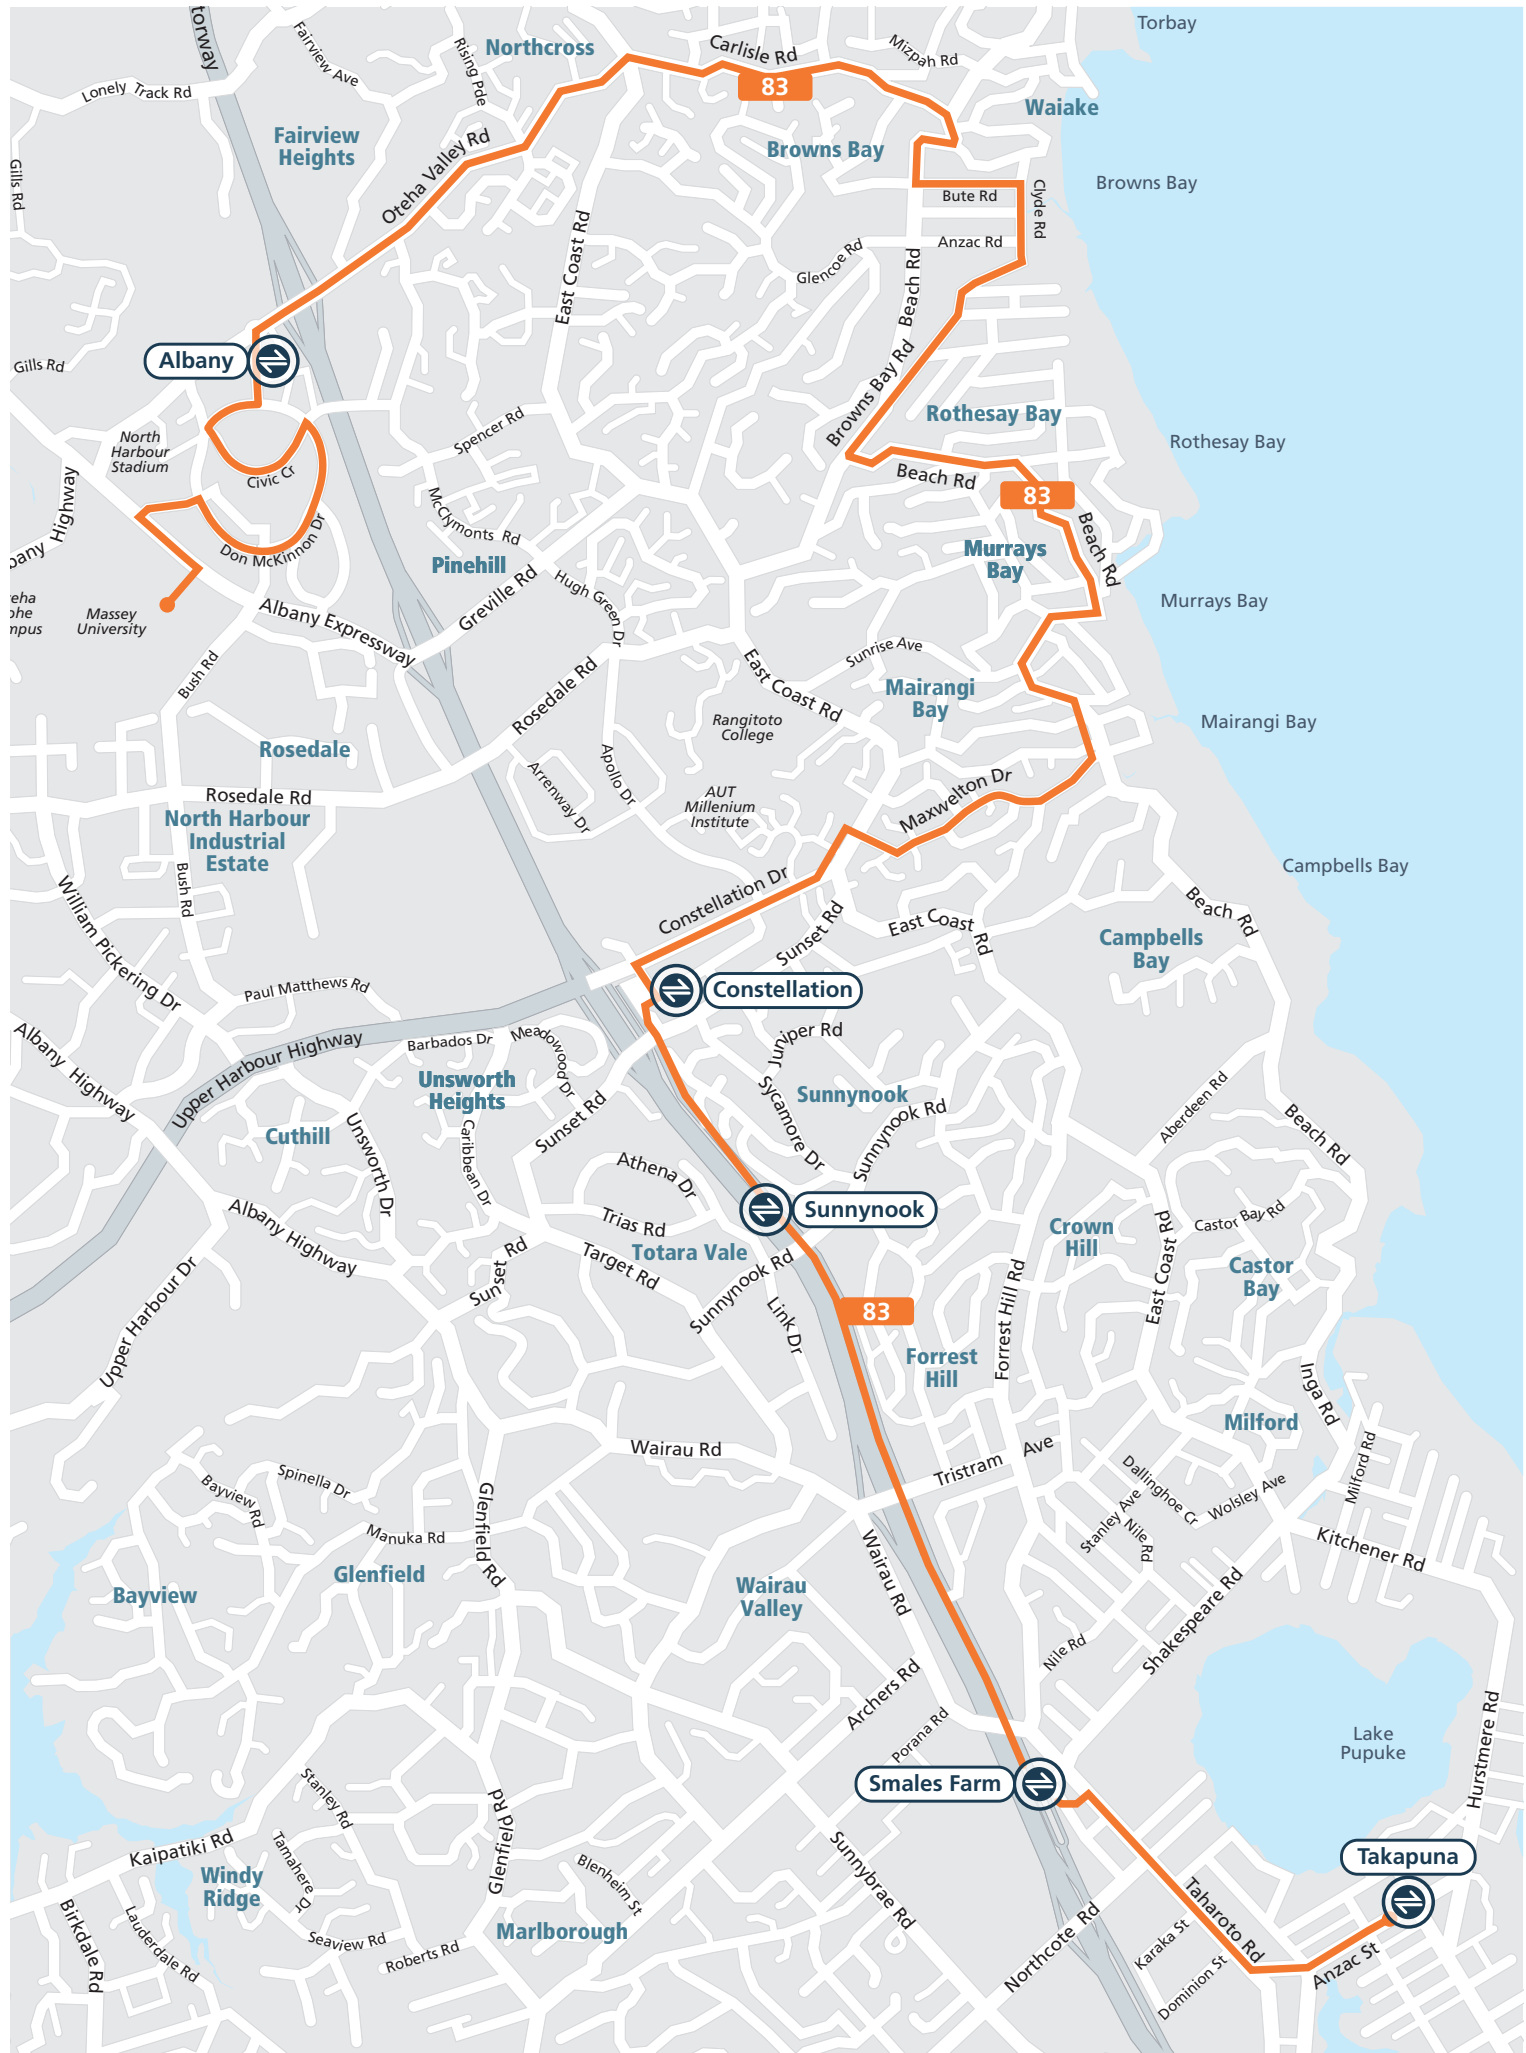 torway
Torbay
Northcross
Carlisle Rd
Mizpah Rd
Fairview Ave
Rising Pde
Lonely Track Rd
83
Waiake
Fairview
Heights
Oteha Valley Rd
Browns Bay
Gills Rd
Browns Bay
Bute Rd
Clyde Rd
Anzac Rd
East Coast Rd
Glencoe Rd
Beach Rd
Albany
Gills Rd
Browns Bay Rd
Rothesay Bay
Rothesay Bay
North
Harbour
Stadium
Spencer Rd
Civic Cr
Beach Rd
83
McClymonts Rd
bany Highway
Don McKinnon Dr
Beach Rd
Murrays
Bay
Pinehill
Greville Rd
Hugh Green Dr
eha
ohe
mpus
Massey
University
Albany Expressway
Murrays Bay
Sunrise Ave
Bush Rd
Rosedale Rd
East Coast Rd
Mairangi
Bay
Rangitoto
College
Mairangi Bay
Rosedale
Arrenway Dr
Apollo Dr
AUT
Millenium
Institute
Maxwelton Dr
Rosedale Rd
North Harbour
Industrial
Estate
Campbells Bay
Bush Rd
William Pickering Dr
Constellation Dr
Sunset Rd
East Coast Rd
Beach Rd
Campbells
Bay
Constellation
Paul Matthews Rd
Albany Highway
Upper Harbour Highway
Barbados Dr
Meadowood Dr
Juniper Rd
Unsworth
Heights
Sycamore Dr
Sunnynook
Sunnynook Rd
Aberdeen Rd
Beach Rd
Sunset Rd
Cuthill
Unsworth Dr
Caribbean Dr
Athena Dr
Sunnynook
Trias Rd
Totara Vale
Albany Highway
Crown
Hill
Castor Bay Rd
East Coast Rd
Castor
Bay
Sunset Rd
Target Rd
Sunnynook Rd
Upper Harbour Dr
Link Dr
83
Forrest Hill Rd
Forrest
Hill
Inga Rd
Milford
Wairau Rd
Tristram Ave
Milford Rd
Dallinghoe Cr
Wolsley Ave
Stanley Ave
Nile Rd
Spinella Dr
Bayview Rd
Glenfield Rd
Manuka Rd
Glenfield
Bayview
Wairau
Valley
Wairau Rd
Kitchener Rd
Shakespeare Rd
Nile Rd
Archers Rd
Porana Rd
Hurstmere Rd
Lake
Pupuke
Smales Farm
Stanley Rd
Glenfield Rd
Kaipatiki Rd
Tamahere Dr
Sunnybrae Rd
Takapuna
Windy
Ridge
Blenheim St
Taharoto Rd
Birkdale Rd
Lauderdale Rd
Seaview Rd
Roberts Rd
Marlborough
Northcote Rd
Karaka St
Dominion St
Anzac St